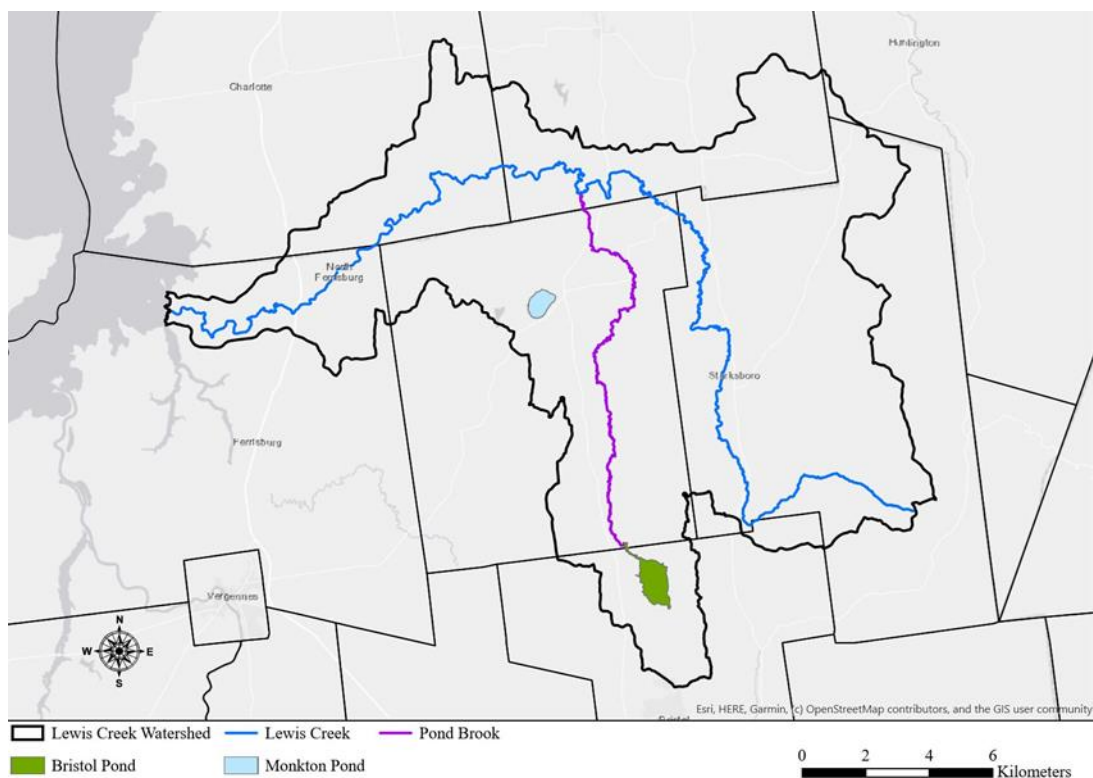 Huntington
Charlotte
North
Ferrisburg
Starksboro
Ferrisburg
Vergennes
N
W E
S
Bristol
Esri, HERE, Garmin, (c) OpenStreetMap contributors, and the GIS user community
Lewis Creek Watershed Lewis Creek Pond Brook
0 2 4 6
Bristol Pond Monkton Pond Kilometers